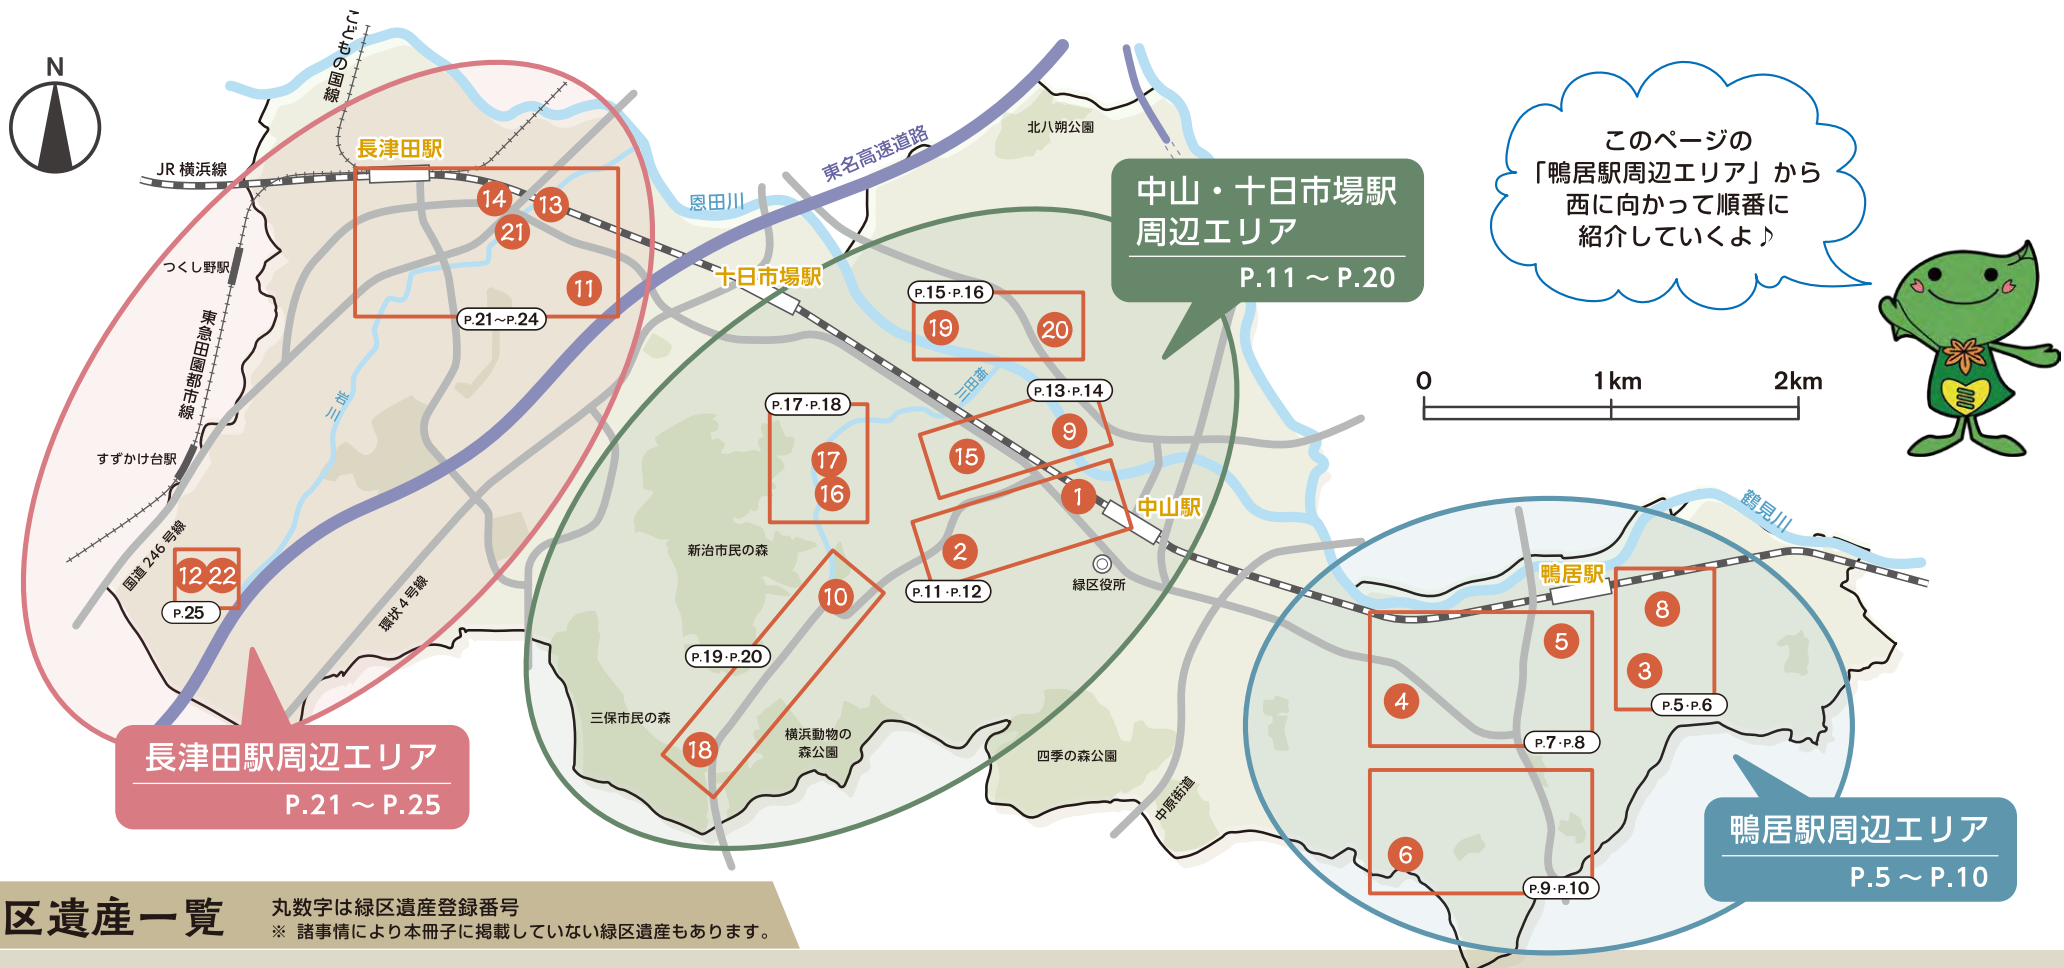 N
こどもの国線
JR 横浜線
長津田駅
14
13
21
11
P.21～P.24
つくし野駅
東急田園都市線
すずかけ台駅
国道 246 号線
12
22
P.25
環状 4 号線
岩川
長津田駅周辺エリア
P.21 ～ P.25
恩田川
東名高速道路
北八朔公園
十日市場駅
中山・十日市場駅
周辺エリア
P.11 ～ P.20
P.15・P.16
19
20
P.13・P.14
9
15
P.17・P.18
17
16
1
2
P.11・P.12
中山駅
緑区役所
新治市民の森
10
P.19・P.20
18
三保市民の森
横浜動物の
森公園
四季の森公園
中原街道
このページの
「鴨居駅周辺エリア」から
西に向かって順番に
紹介していくよ♪
0
1km
2km
鶴見川
鴨居駅
8
3
P.5・P.6
5
4
P.7・P.8
6
P.9・P.10
鴨居駅周辺エリア
P.5 ～ P.10
区遺産一覧
丸数字は緑区遺産登録番号
※ 諸事情により本冊子に掲載していない緑区遺産もあります。